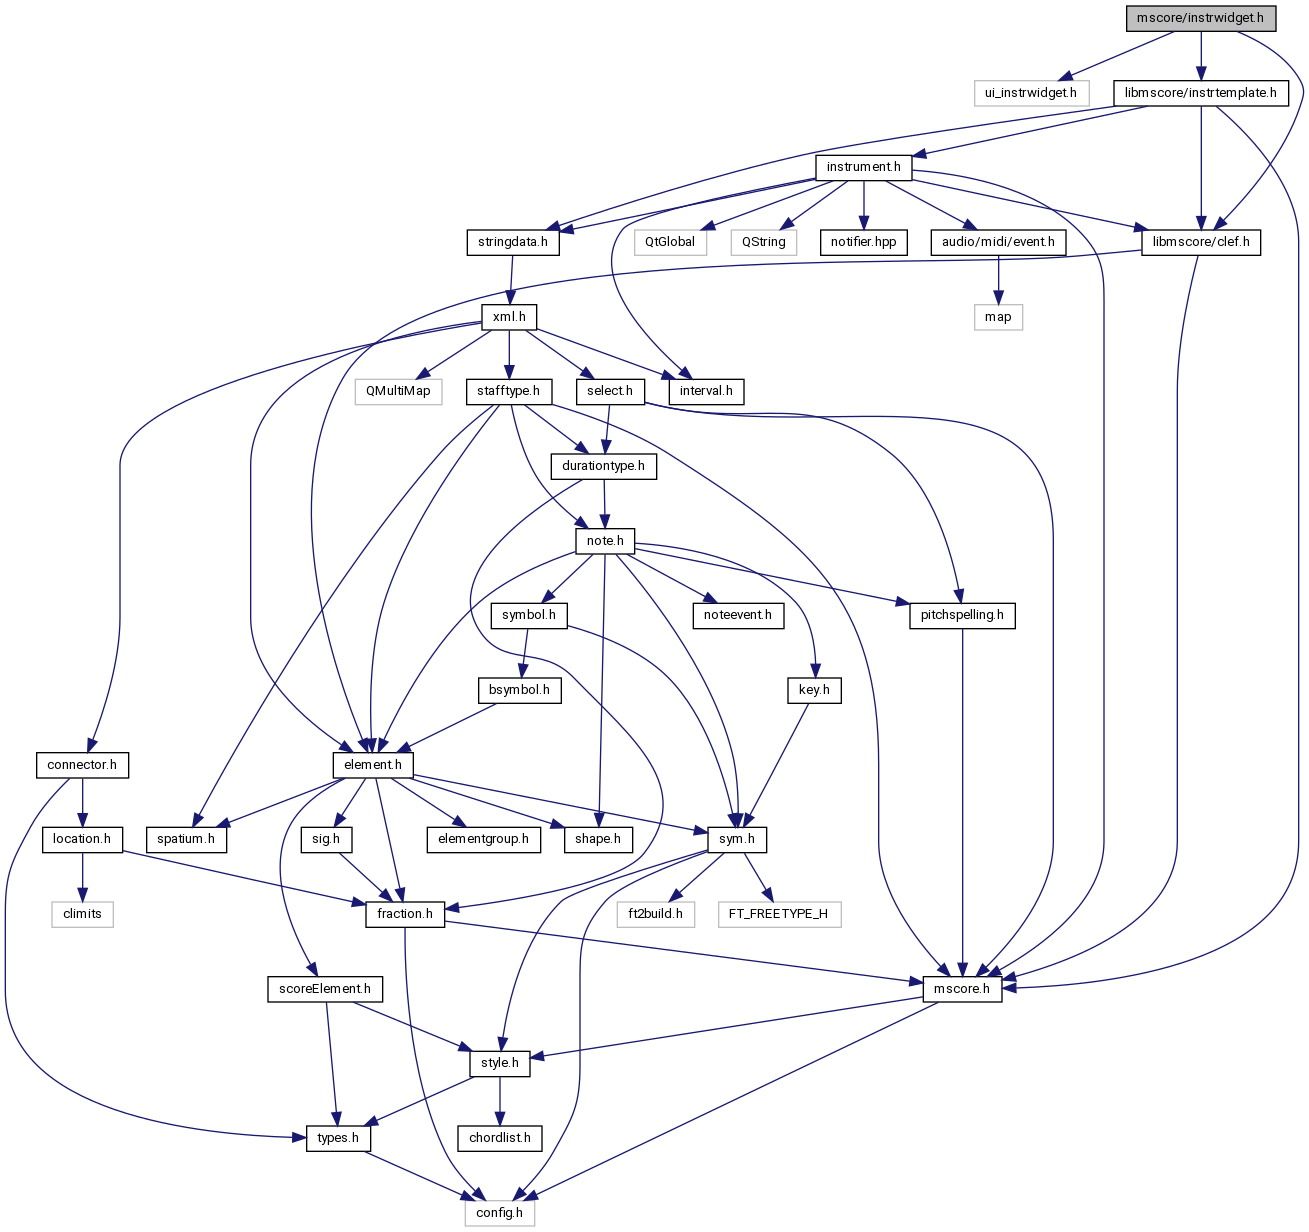 mscore/instrwidget.h
ui_instrwidget.h
libmscore/instrtemplate.h
instrument.h
stringdata.h
QtGlobal
QString
notifier.hpp
audio/midi/event.h
libmscore/clef.h
xml.h
map
QMultiMap
stafftype.h
select.h
interval.h
durationtype.h
note.h
symbol.h
noteevent.h
pitchspelling.h
bsymbol.h
key.h
connector.h
element.h
location.h
spatium.h
sig.h
elementgroup.h
shape.h
sym.h
climits
fraction.h
ft2build.h
FT_FREETYPE_H
scoreElement.h
mscore.h
style.h
types.h
chordlist.h
config.h